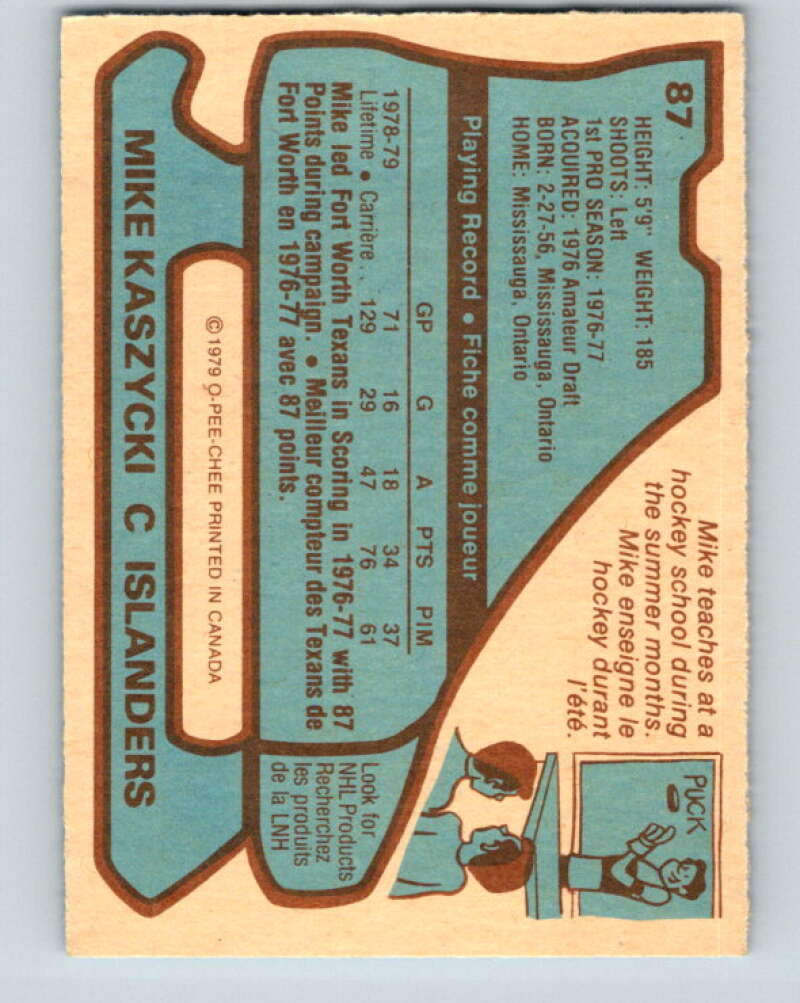 87
HEIGHT: 5'9" WEIGHT: 185
SHOOTS: Left
1st PRO SEASON: 1976-77
ACQUIRED: 1976 Amateur Draft
BORN: 2-27-56, Mississauga, Ontario
HOME: Mississauga, Ontario
Mike teaches at a
hockey school during
the summer months.
Mike enseigne le
hockey durant
l'été.
PUCK
Playing Record • Fiche comme joueur
GP G A PTS PIM
1978-79 71 16 18 34 37
Lifetime • Carrière.. 129 29 47 76 61
Mike led Fort Worth Texans in Scoring in 1976-77 with 87
Points during campaign. • Meilleur compteur des Texans de
Fort Worth en 1976-77 avec 87 points.
Look for
NHL Products
Recherchez
les produits
de la LNH
©1979 O-PEE-CHEE PRINTED IN CANADA
MIKE KASZYCKI C ISLANDERS